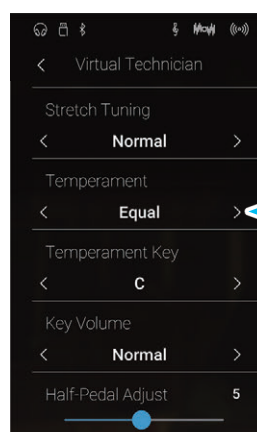 Virtual Technician
Stretch Tuning
Normal
Temperament
Equal
Temperament Key
C
Key Volume
Normal
Half-Pedal Adjust 5